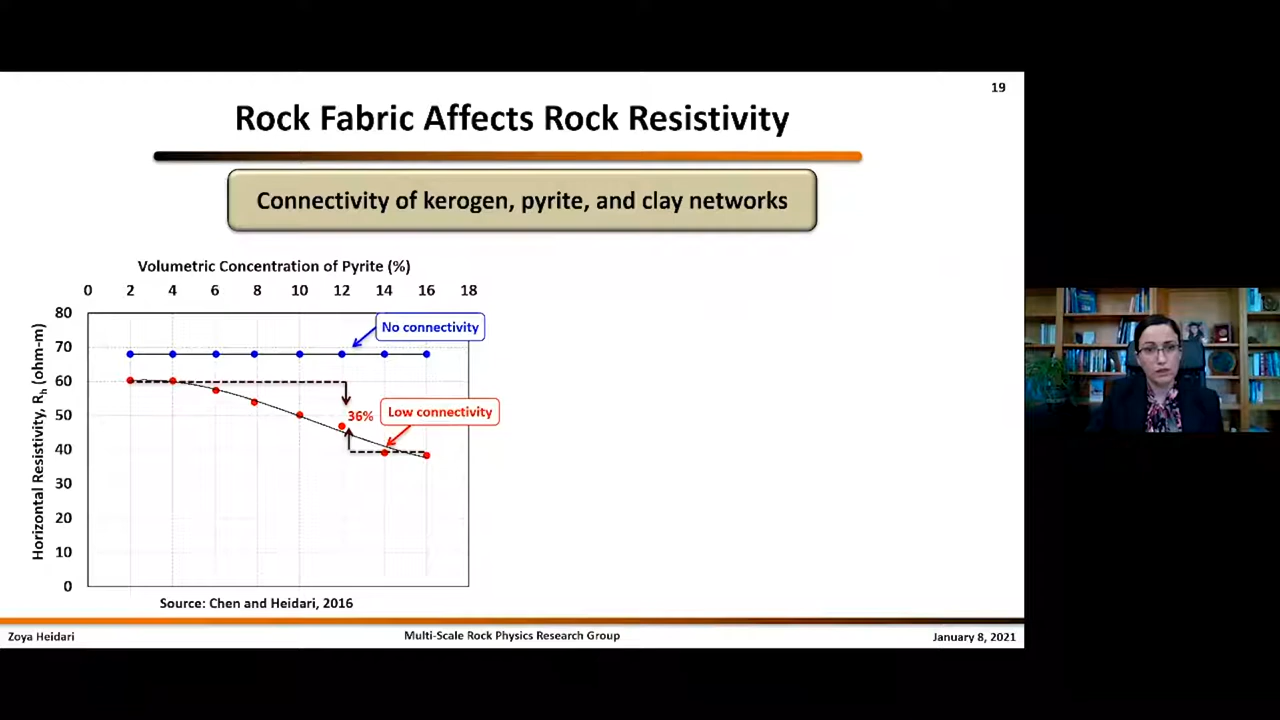 19
Rock Fabric Affects Rock Resistivity
Connectivity of kerogen, pyrite, and clay networks
Volumetric Concentration of Pyrite (%)
0 2 4 6 8 10 12 14 16 18
80
70
60
50
40
30
20
10
0
Horizontal Resistivity, Rh (ohm-m)
No connectivity
36%
Low connectivity
Source: Chen and Heidari, 2016
Zoya Heidari
Multi-Scale Rock Physics Research Group
January 8, 2021